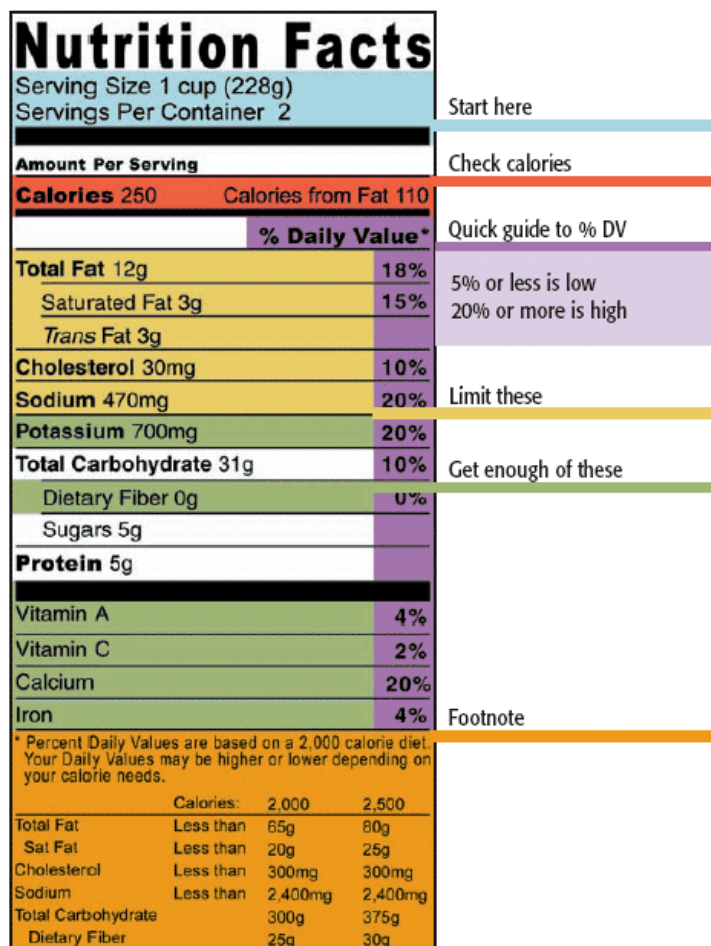 Nutrition Facts
Serving Size 1 cup (228g)
Servings Per Container 2
Start here
Amount Per Serving
Check calories
Calories 250 Calories from Fat 110
% Daily Value*
Quick guide to % DV
Total Fat 12g 18%
5% or less is low
Saturated Fat 3g 15%
20% or more is high
Trans Fat 3g
Cholesterol 30mg 10%
Sodium 470mg 20%
Limit these
Potassium 700mg 20%
Total Carbohydrate 31g 10%
Get enough of these
Dietary Fiber 0g 0%
Sugars 5g
Protein 5g
Vitamin A 4%
Vitamin C 2%
Calcium 20%
Iron 4%
Footnote
* Percent Daily Values are based on a 2,000 calorie diet.
Your Daily Values may be higher or lower depending on
your calorie needs.
Calories: 2,000 2,500
Total Fat Less than 65g 80g
Sat Fat Less than 20g 25g
Cholesterol Less than 300mg 300mg
Sodium Less than 2,400mg 2,400mg
Total Carbohydrate 300g 375g
Dietary Fiber 25g 30g